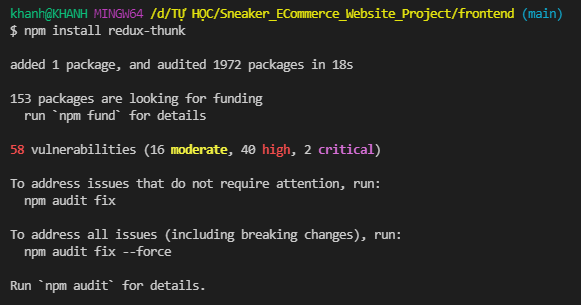 khanh@KHANH MINGW64 /d/TỰ HỌC/Sneaker_ECommerce_Website_Project/frontend (main)
$ npm install redux-thunk
added 1 package, and audited 1972 packages in 18s
153 packages are looking for funding
run `npm fund` for details
58 vulnerabilities (16 moderate, 40 high, 2 critical)
To address issues that do not require attention, run:
npm audit fix
To address all issues (including breaking changes), run:
npm audit fix --force
Run `npm audit` for details.